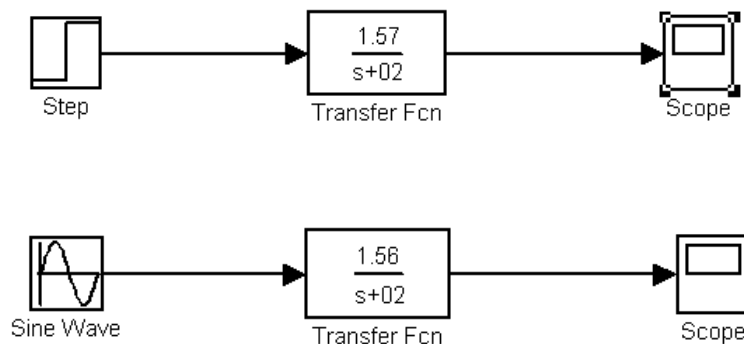 1.57
s+02
Step
Transfer Fcn
Scope
1.56
s+02
Sine Wave
Transfer Fcn
Scope